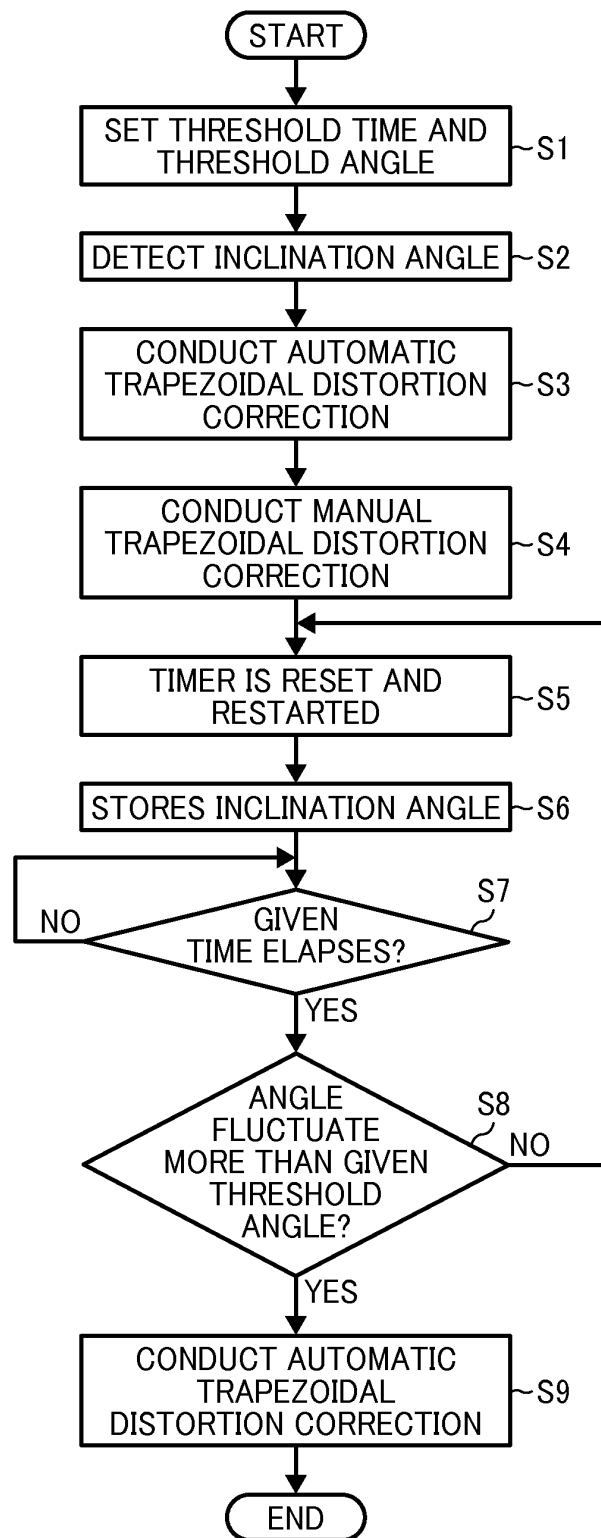 START
SET THRESHOLD TIME AND
THRESHOLD ANGLE
S1
DETECT INCLINATION ANGLE
S2
CONDUCT AUTOMATIC
TRAPEZOIDAL DISTORTION
CORRECTION
S3
CONDUCT MANUAL
TRAPEZOIDAL DISTORTION
CORRECTION
S4
TIMER IS RESET AND
RESTARTED
S5
STORES INCLINATION ANGLE
S6
S7
NO
GIVEN
TIME ELAPSES?
YES
S8
ANGLE
FLUCTUATE
MORE THAN GIVEN
THRESHOLD
ANGLE?
NO
YES
CONDUCT AUTOMATIC
TRAPEZOIDAL
DISTORTION CORRECTION
S9
END